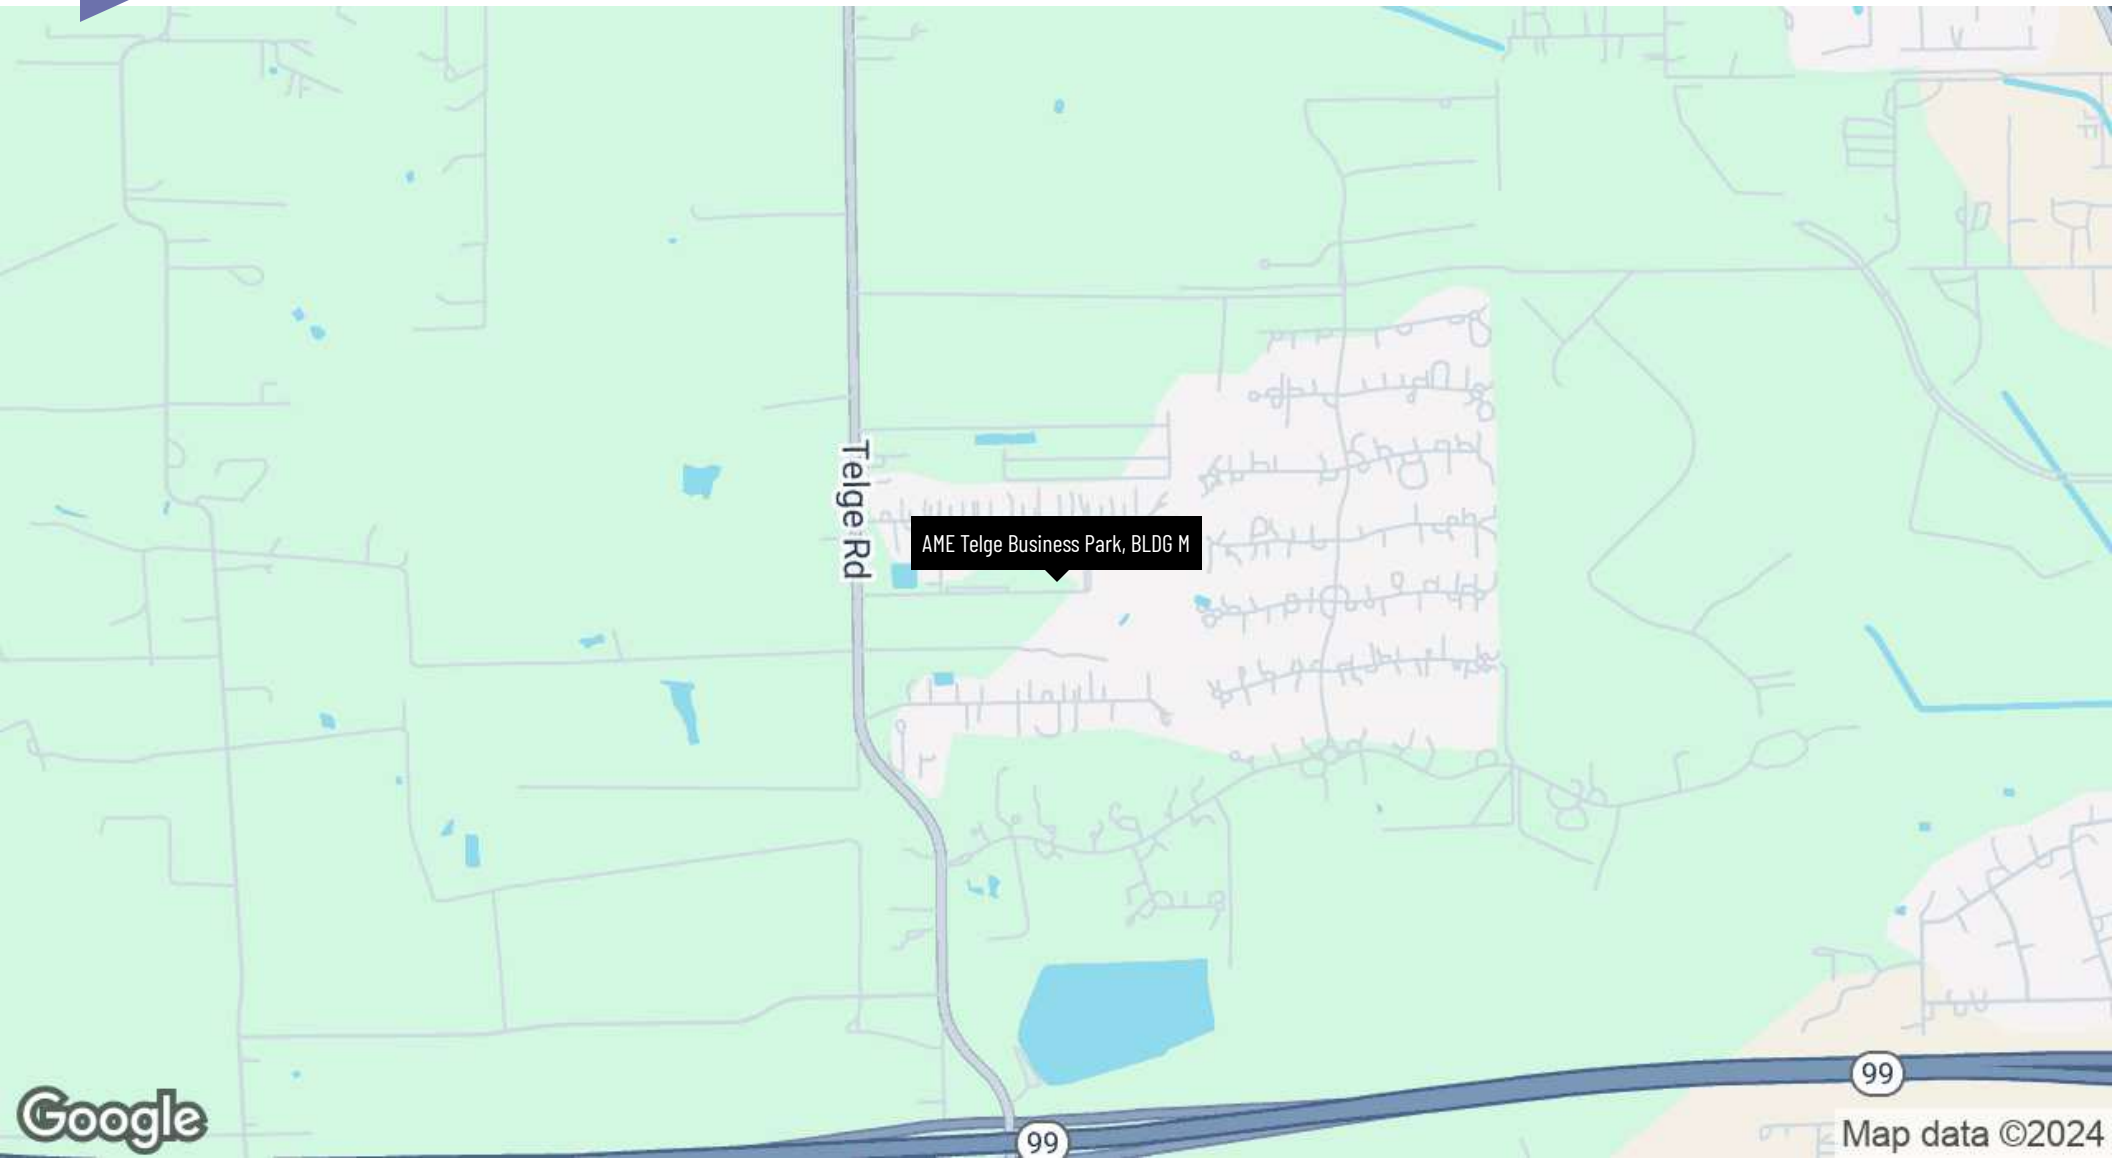 Telge Rd
AME Telge Business Park, BLDG M
99
99
Google
Map data ©2024